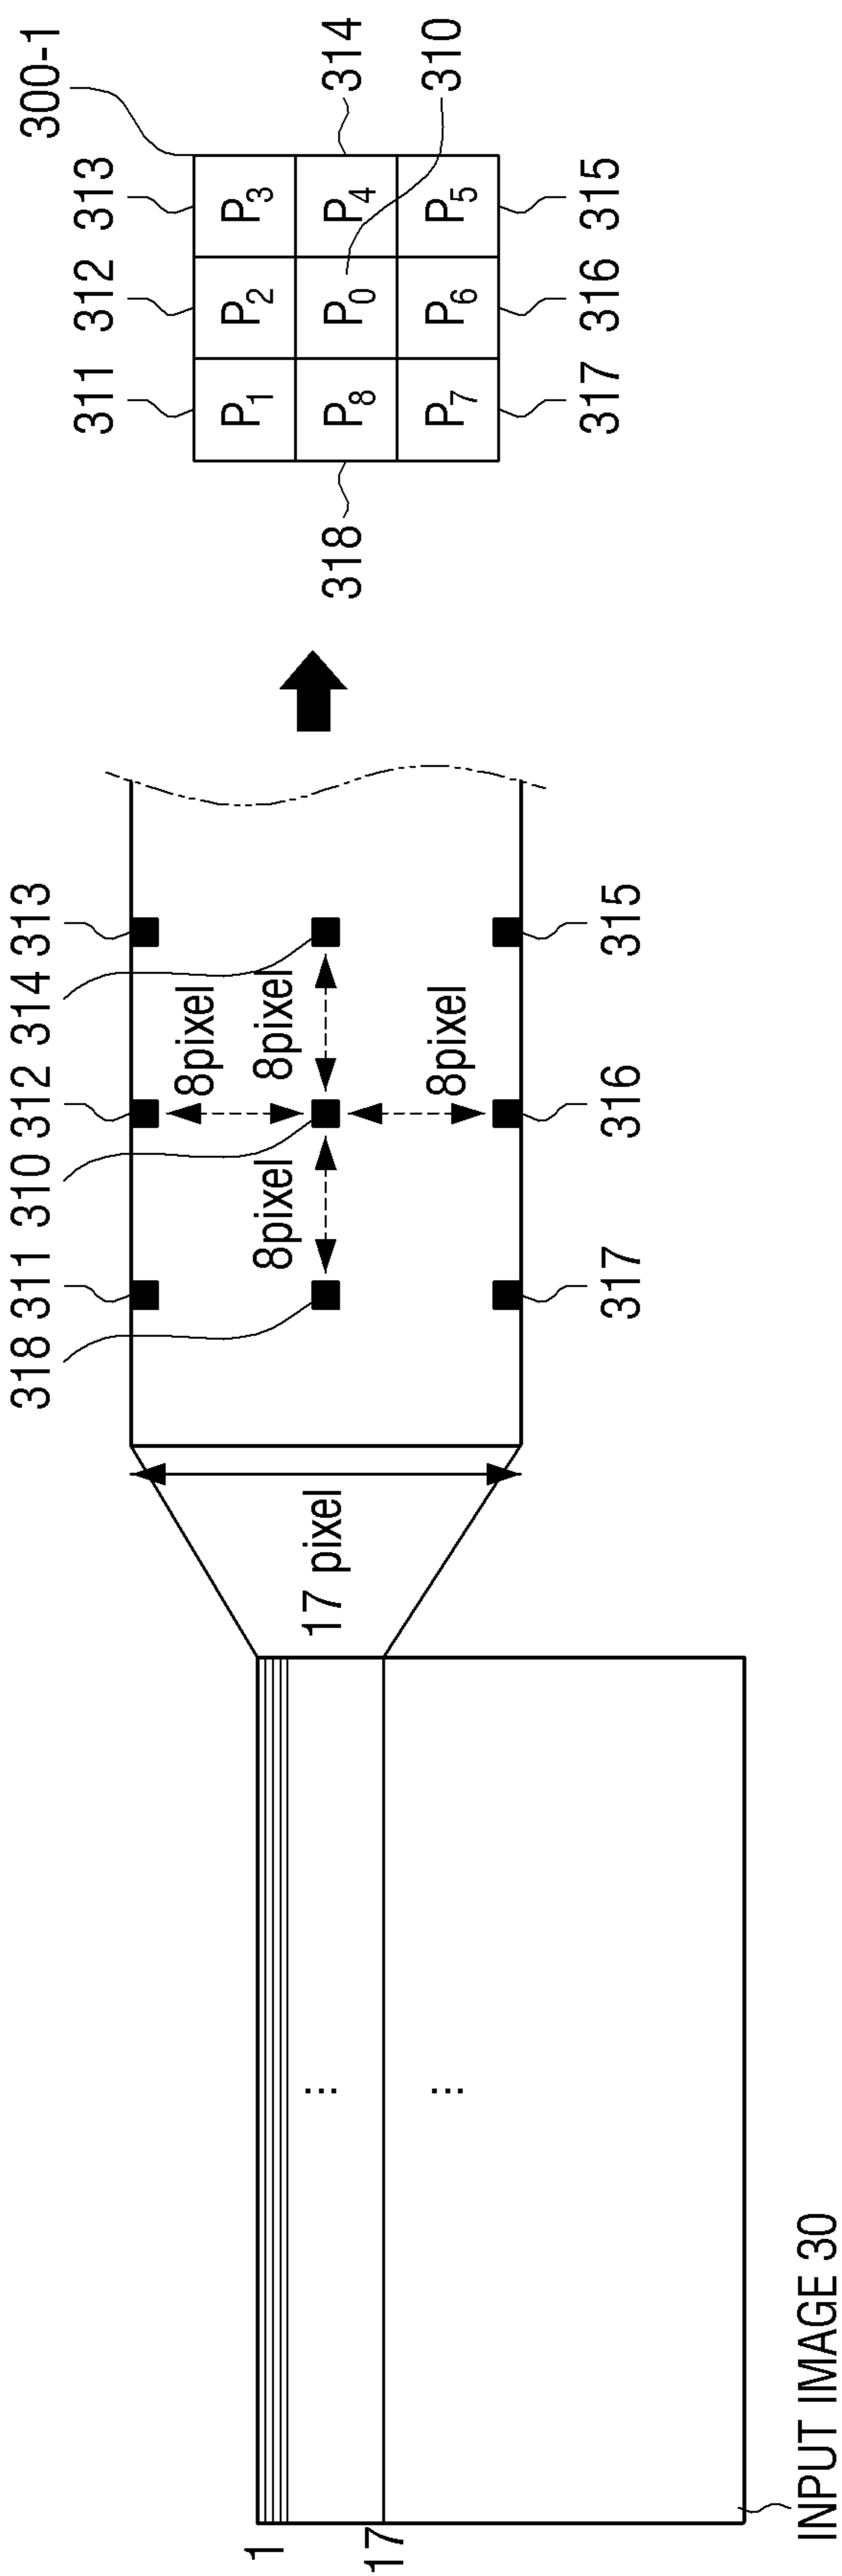 1
17
INPUT IMAGE 30
17 pixel
318 311 310 312 314 313
8pixel
8pixel 8pixel
8pixel
317 316 315
311 312 313 300-1
P1 P2 P3
318 P8 P0 P4 314
P7 P6 P5 310
317 316 315
⋮
⋮